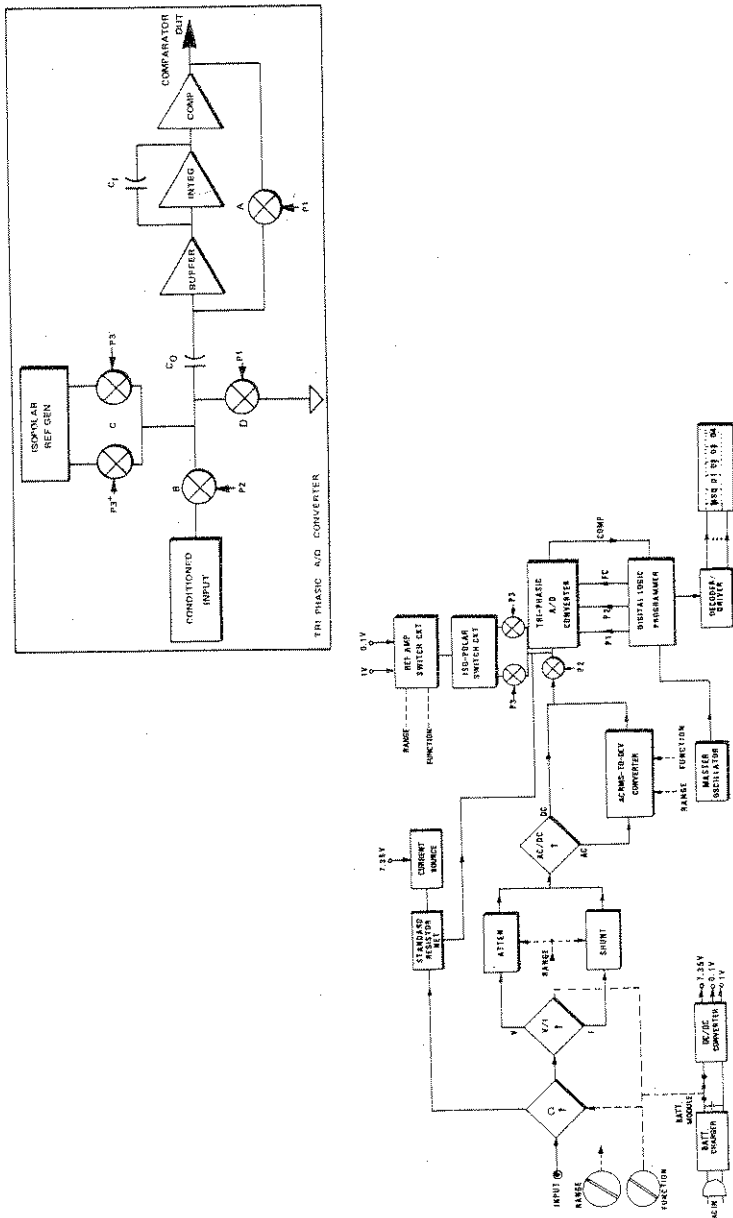 ISOPOLAR
REF GEN
P3+
P3-
C
CONDITIONED
INPUT
B
P2
D
P1
CO
BUFFER
INTEG
CI
COMP
COMPARATOR
OUT
A
P1
TRI PHASIC A/D CONVERTER
1V
0.1V
REF AMP
SWITCH CKT
RANGE
FUNCTION
ISO-POLAR
SWITCH CKT
P3
P3
TRI-PHASIC
A/D
CONVERTER
P2
P1
P2
COMP
DIGITAL LOGIC
PROGRAMMER
DECODER/
DRIVER
MASTER
OSCILLATOR
7.35V
CURRENT
SOURCE
STANDARD
RESISTOR
NET
AC/DC
DC
AC
ACRMS-TO-DCV
CONVERTER
RANGE
FUNCTION
ATTEN
RANGE
SHUNT
V
V/I
I
INPUT
RANGE
FUNCTION
AC IN
BATT
CHARGER
BATT.
MODULE
DC/DC
CONVERTER
7.35V
0.1V
1V